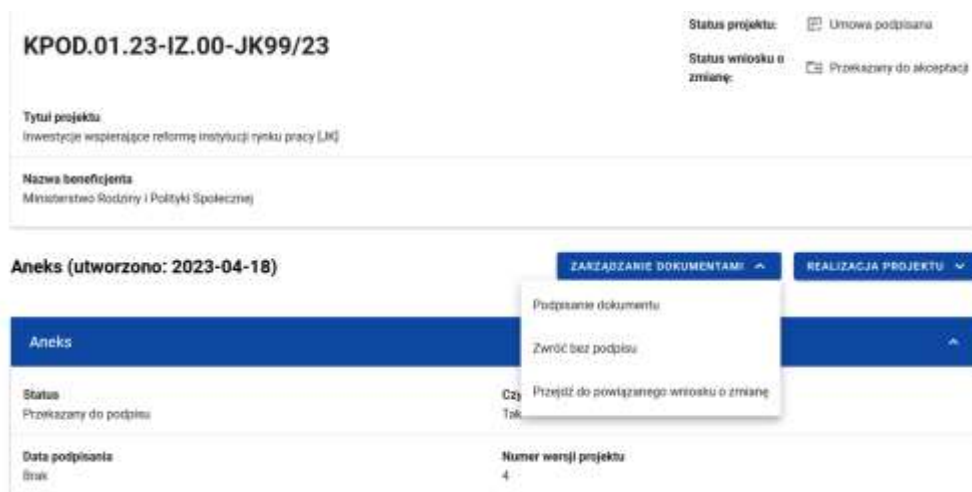 KPOD.01.23-IZ.00-JK99/23
Status projektu:
Umowa podpisana
Status wniosku o
zmianę:
Przekazany do akceptacji
Tytuł projektu
Inwestycje wspierające reformę instytucji rynku pracy [JK]
Nazwa beneficjenta
Ministerstwo Rodziny i Polityki Społecznej
Aneks (utworzono: 2023-04-18)
ZARZĄDZANIE DOKUMENTAMI
REALIZACJA PROJEKTU
Podpisanie dokumentu
Zwróć bez podpisu
Przejdź do powiązanego wniosku o zmianę
Aneks
Status
Przekazany do podpisu
Czy
Tak
Data podpisania
Brak
Numer wersji projektu
4